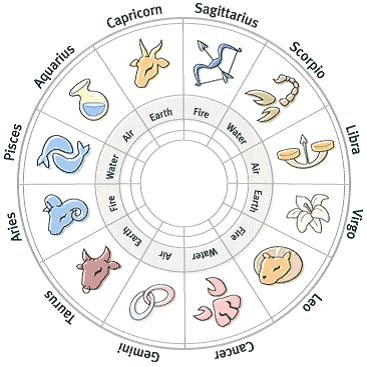 Capricorn
Sagittarius
Scorpio
Libra
Virgo
Leo
Cancer
Gemini
Taurus
Aries
Pisces
Aquarius
Earth
Fire
Water
Air
Earth
Fire
Water
Air
Earth
Fire
Water
Air